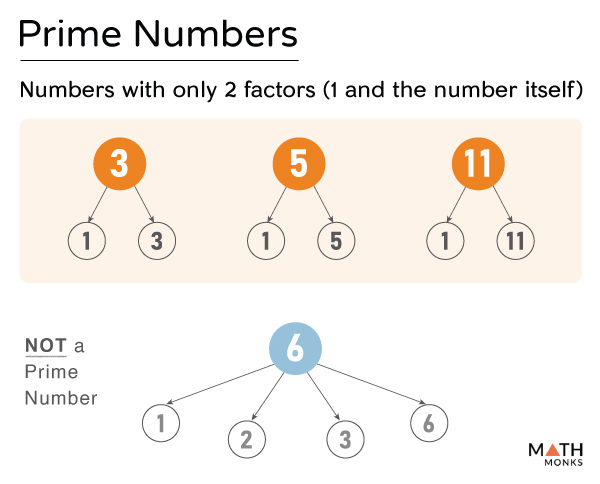 Prime Numbers
Numbers with only 2 factors (1 and the number itself)
3 5 11
1 3 1 5 1 11
NOT a
Prime
Number
6
1 2 3 6
MATH
MONKS